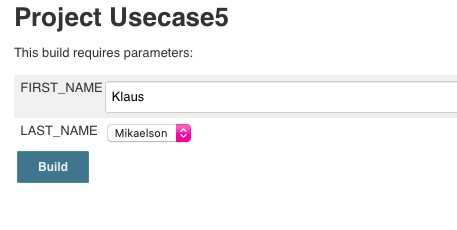 Project Usecase5
This build requires parameters:
FIRST_NAME Klaus
LAST_NAME Mikaelson
Build